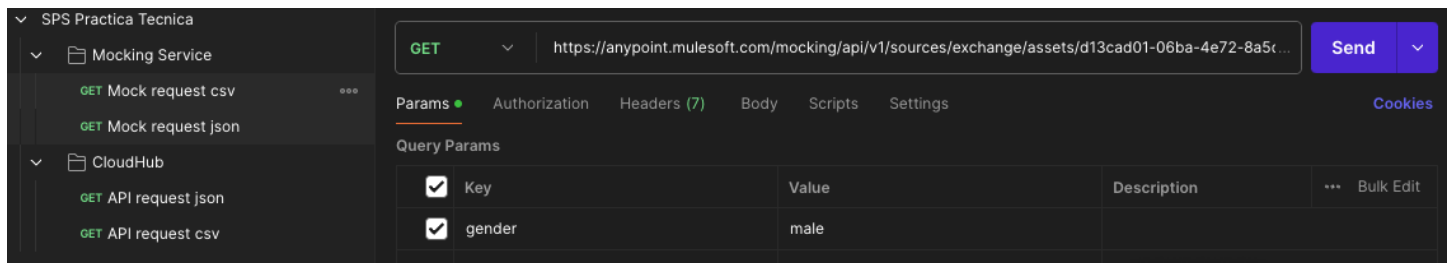 SPS Practica Tecnica
Mocking Service
GET Mock request csv
GET Mock request json
CloudHub
GET API request json
GET API request csv
GET https://anypoint.mulesoft.com/mocking/api/v1/sources/exchange/assets/d13cad01-06ba-4e72-8a5c... Send
Params Authorization Headers (7) Body Scripts Settings Cookies
Query Params
Key Value Description Bulk Edit
gender male